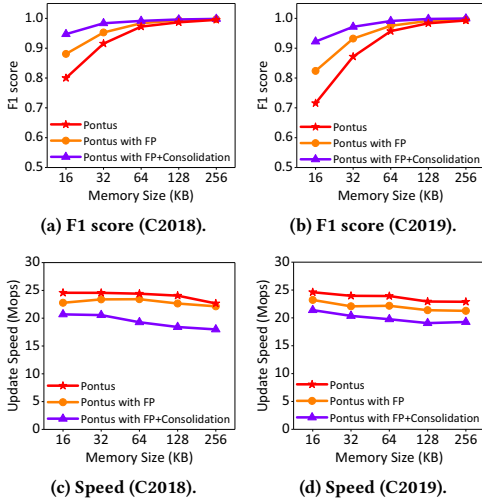 F1 score
1.0
0.9
0.8
0.7
0.6
0.5
Pontus
Pontus with FP
Pontus with FP+Consolidation
16 32 64 128 256
Memory Size (KB)
(a) F1 score (C2018).
F1 score
1.0
0.9
0.8
0.7
0.6
0.5
Pontus
Pontus with FP
Pontus with FP+Consolidation
16 32 64 128 256
Memory Size (KB)
(b) F1 score (C2019).
Update Speed (Mops)
30
25
20
15
10
5
0
Pontus
Pontus with FP
Pontus with FP+Consolidation
16 32 64 128 256
Memory Size (KB)
(c) Speed (C2018).
Update Speed (Mops)
30
25
20
15
10
5
0
Pontus
Pontus with FP
Pontus with FP+Consolidation
16 32 64 128 256
Memory Size (KB)
(d) Speed (C2019).